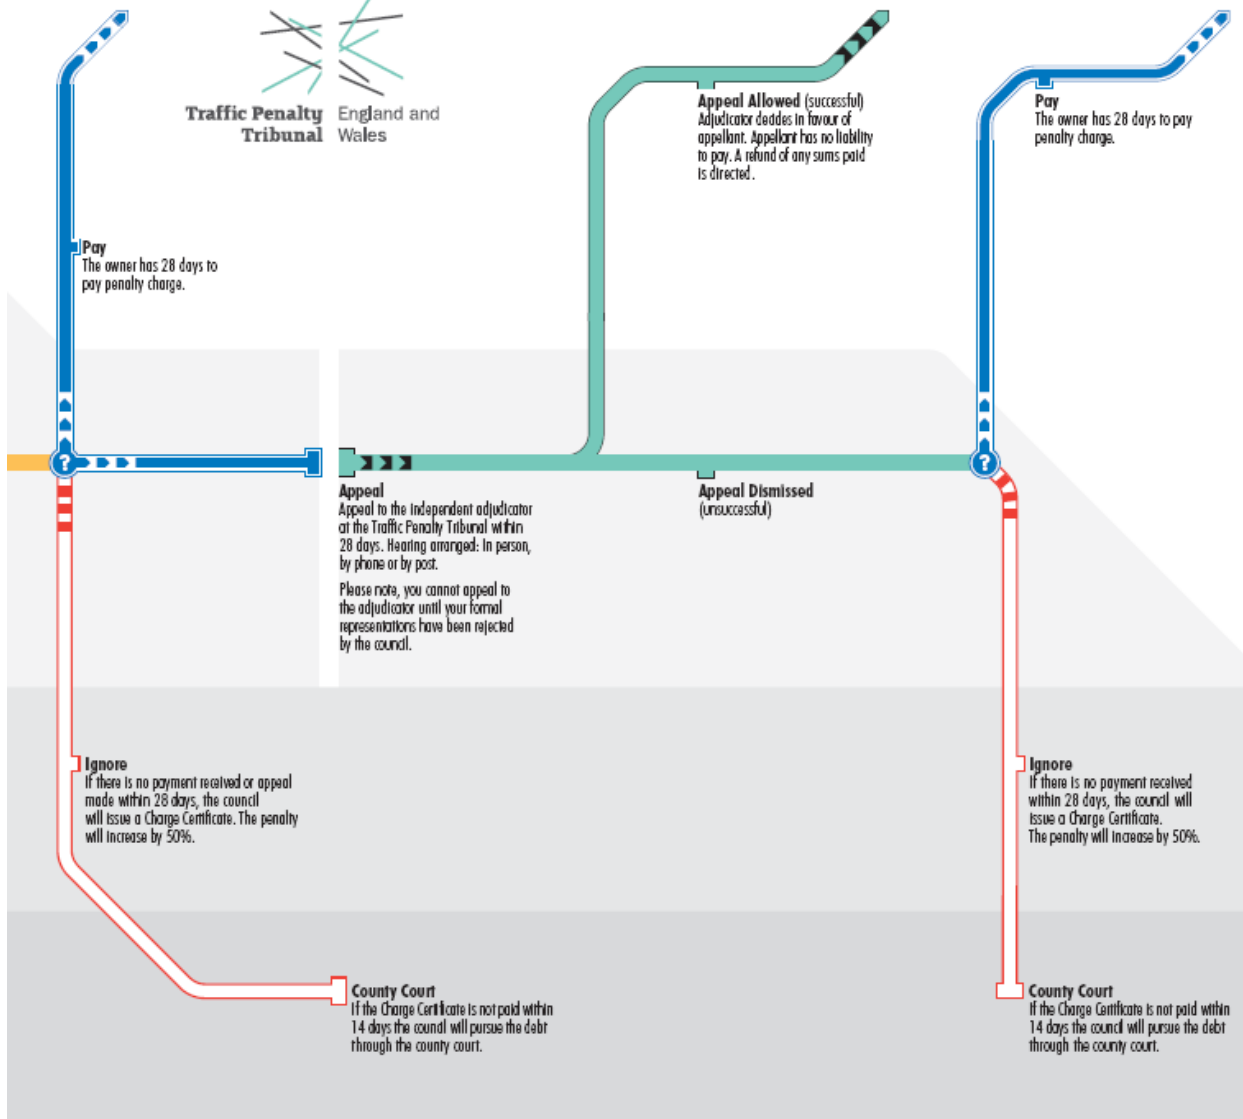 Traffic Penalty
Tribunal
England and
Wales
Appeal Allowed (successful)
Adjudicator decides in favour of
appellant. Appellant has no liability
to pay. A refund of any sums paid
is directed.
Pay
The owner has 28 days to pay
penalty charge.
Pay
The owner has 28 days to
pay penalty charge.
?
?
Appeal
Appeal to the independent adjudicator
at the Traffic Penalty Tribunal within
28 days. Hearing arranged: in person,
by phone or by post.
Please note, you cannot appeal to
the adjudicator until your formal
representations have been rejected
by the council.
Appeal Dismissed
(unsuccessful)
Ignore
If there is no payment received or appeal
made within 28 days, the council
will issue a Charge Certificate. The penalty
will increase by 50%.
Ignore
If there is no payment received
within 28 days, the council will
issue a Charge Certificate.
The penalty will increase by 50%.
County Court
If the Charge Certificate is not paid within
14 days the council will pursue the debt
through the county court.
County Court
If the Charge Certificate is not paid within
14 days the council will pursue the debt
through the county court.